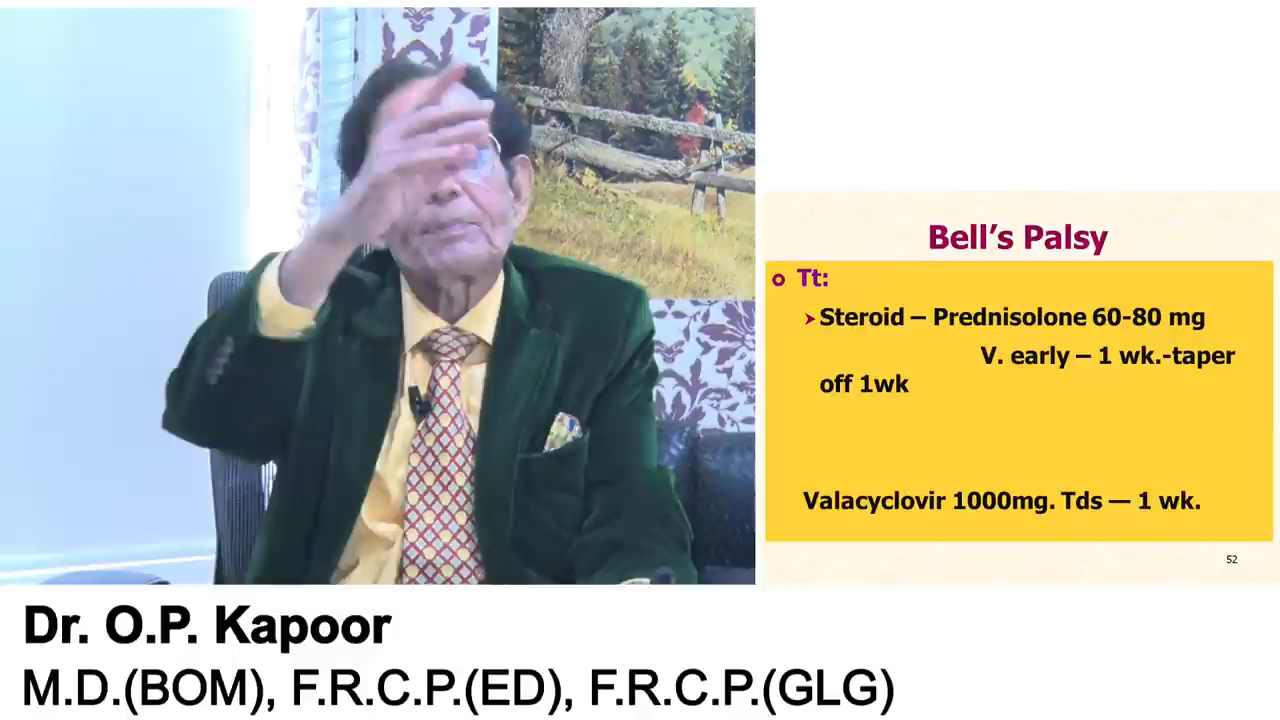 Bell’s Palsy
Tt:
Steroid – Prednisolone 60-80 mg
V. early – 1 wk.-taper
off 1wk
Valacyclovir 1000mg. Tds — 1 wk.
52
Dr. O.P. Kapoor
M.D.(BOM), F.R.C.P.(ED), F.R.C.P.(GLG)